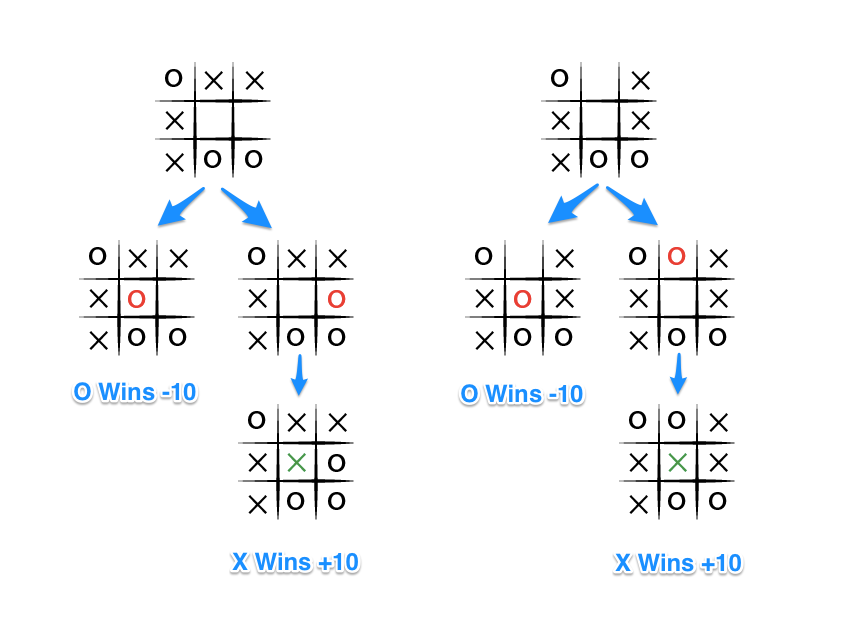 O X X O X
X X X
X O O X O O
O X X O X X O X O O X
X O X O X O X X X
X O O X O O X O O X O O
O Wins -10 O Wins -10
O X X O O X
X X O X X X
X O O X O O
X Wins +10 X Wins +10